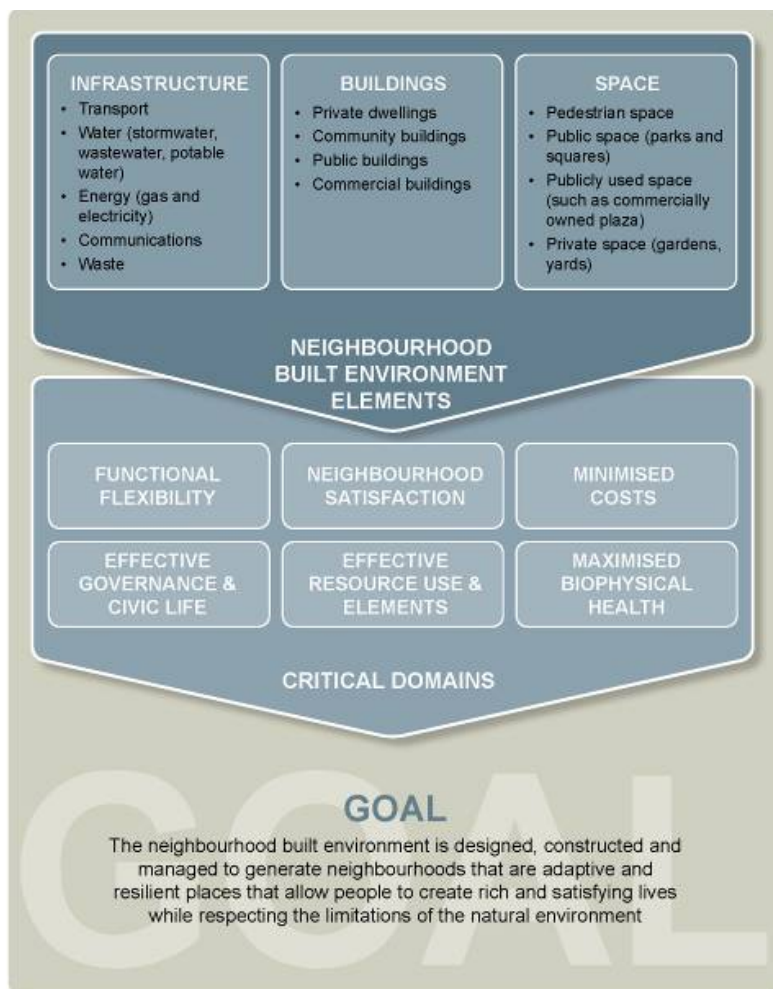 INFRASTRUCTURE
• Transport
• Water (stormwater,
wastewater, potable
water)
• Energy (gas and
electricity)
• Communications
• Waste
BUILDINGS
• Private dwellings
• Community buildings
• Public buildings
• Commercial buildings
SPACE
• Pedestrian space
• Public space (parks and
squares)
• Publicly used space
(such as commercially
owned plaza)
• Private space (gardens,
yards)
NEIGHBOURHOOD
BUILT ENVIRONMENT
ELEMENTS
FUNCTIONAL
FLEXIBILITY
NEIGHBOURHOOD
SATISFACTION
MINIMISED
COSTS
EFFECTIVE
GOVERNANCE &
CIVIC LIFE
EFFECTIVE
RESOURCE USE &
ELEMENTS
MAXIMISED
BIOPHYSICAL
HEALTH
CRITICAL DOMAINS
GOAL
GOAL
The neighbourhood built environment is designed, constructed and
managed to generate neighbourhoods that are adaptive and
resilient places that allow people to create rich and satisfying lives
while respecting the limitations of the natural environment